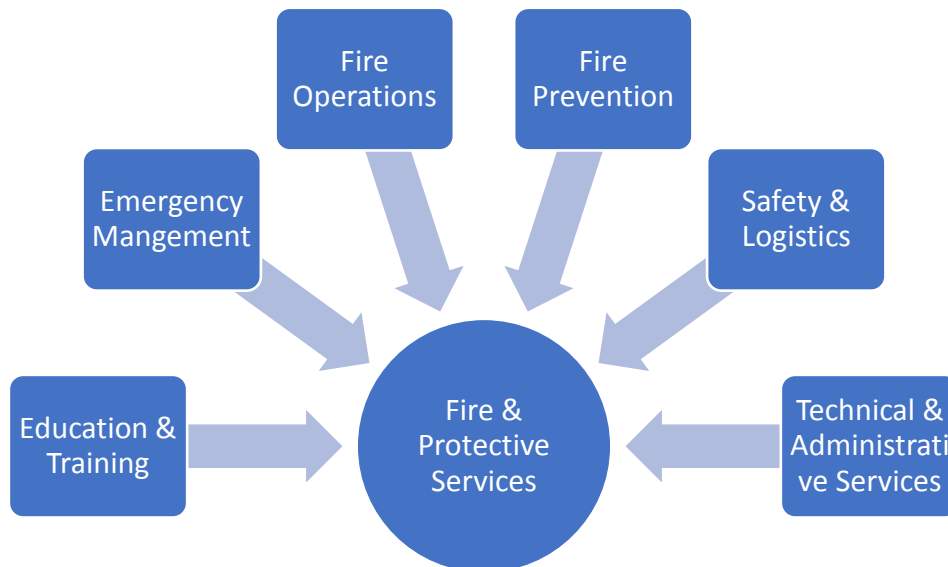 Fire
Operations
Fire
Prevention
Emergency
Mangement
Safety &
Logistics
Education &
Training
Fire &
Protective
Services
Technical &
Administrati
ve Services